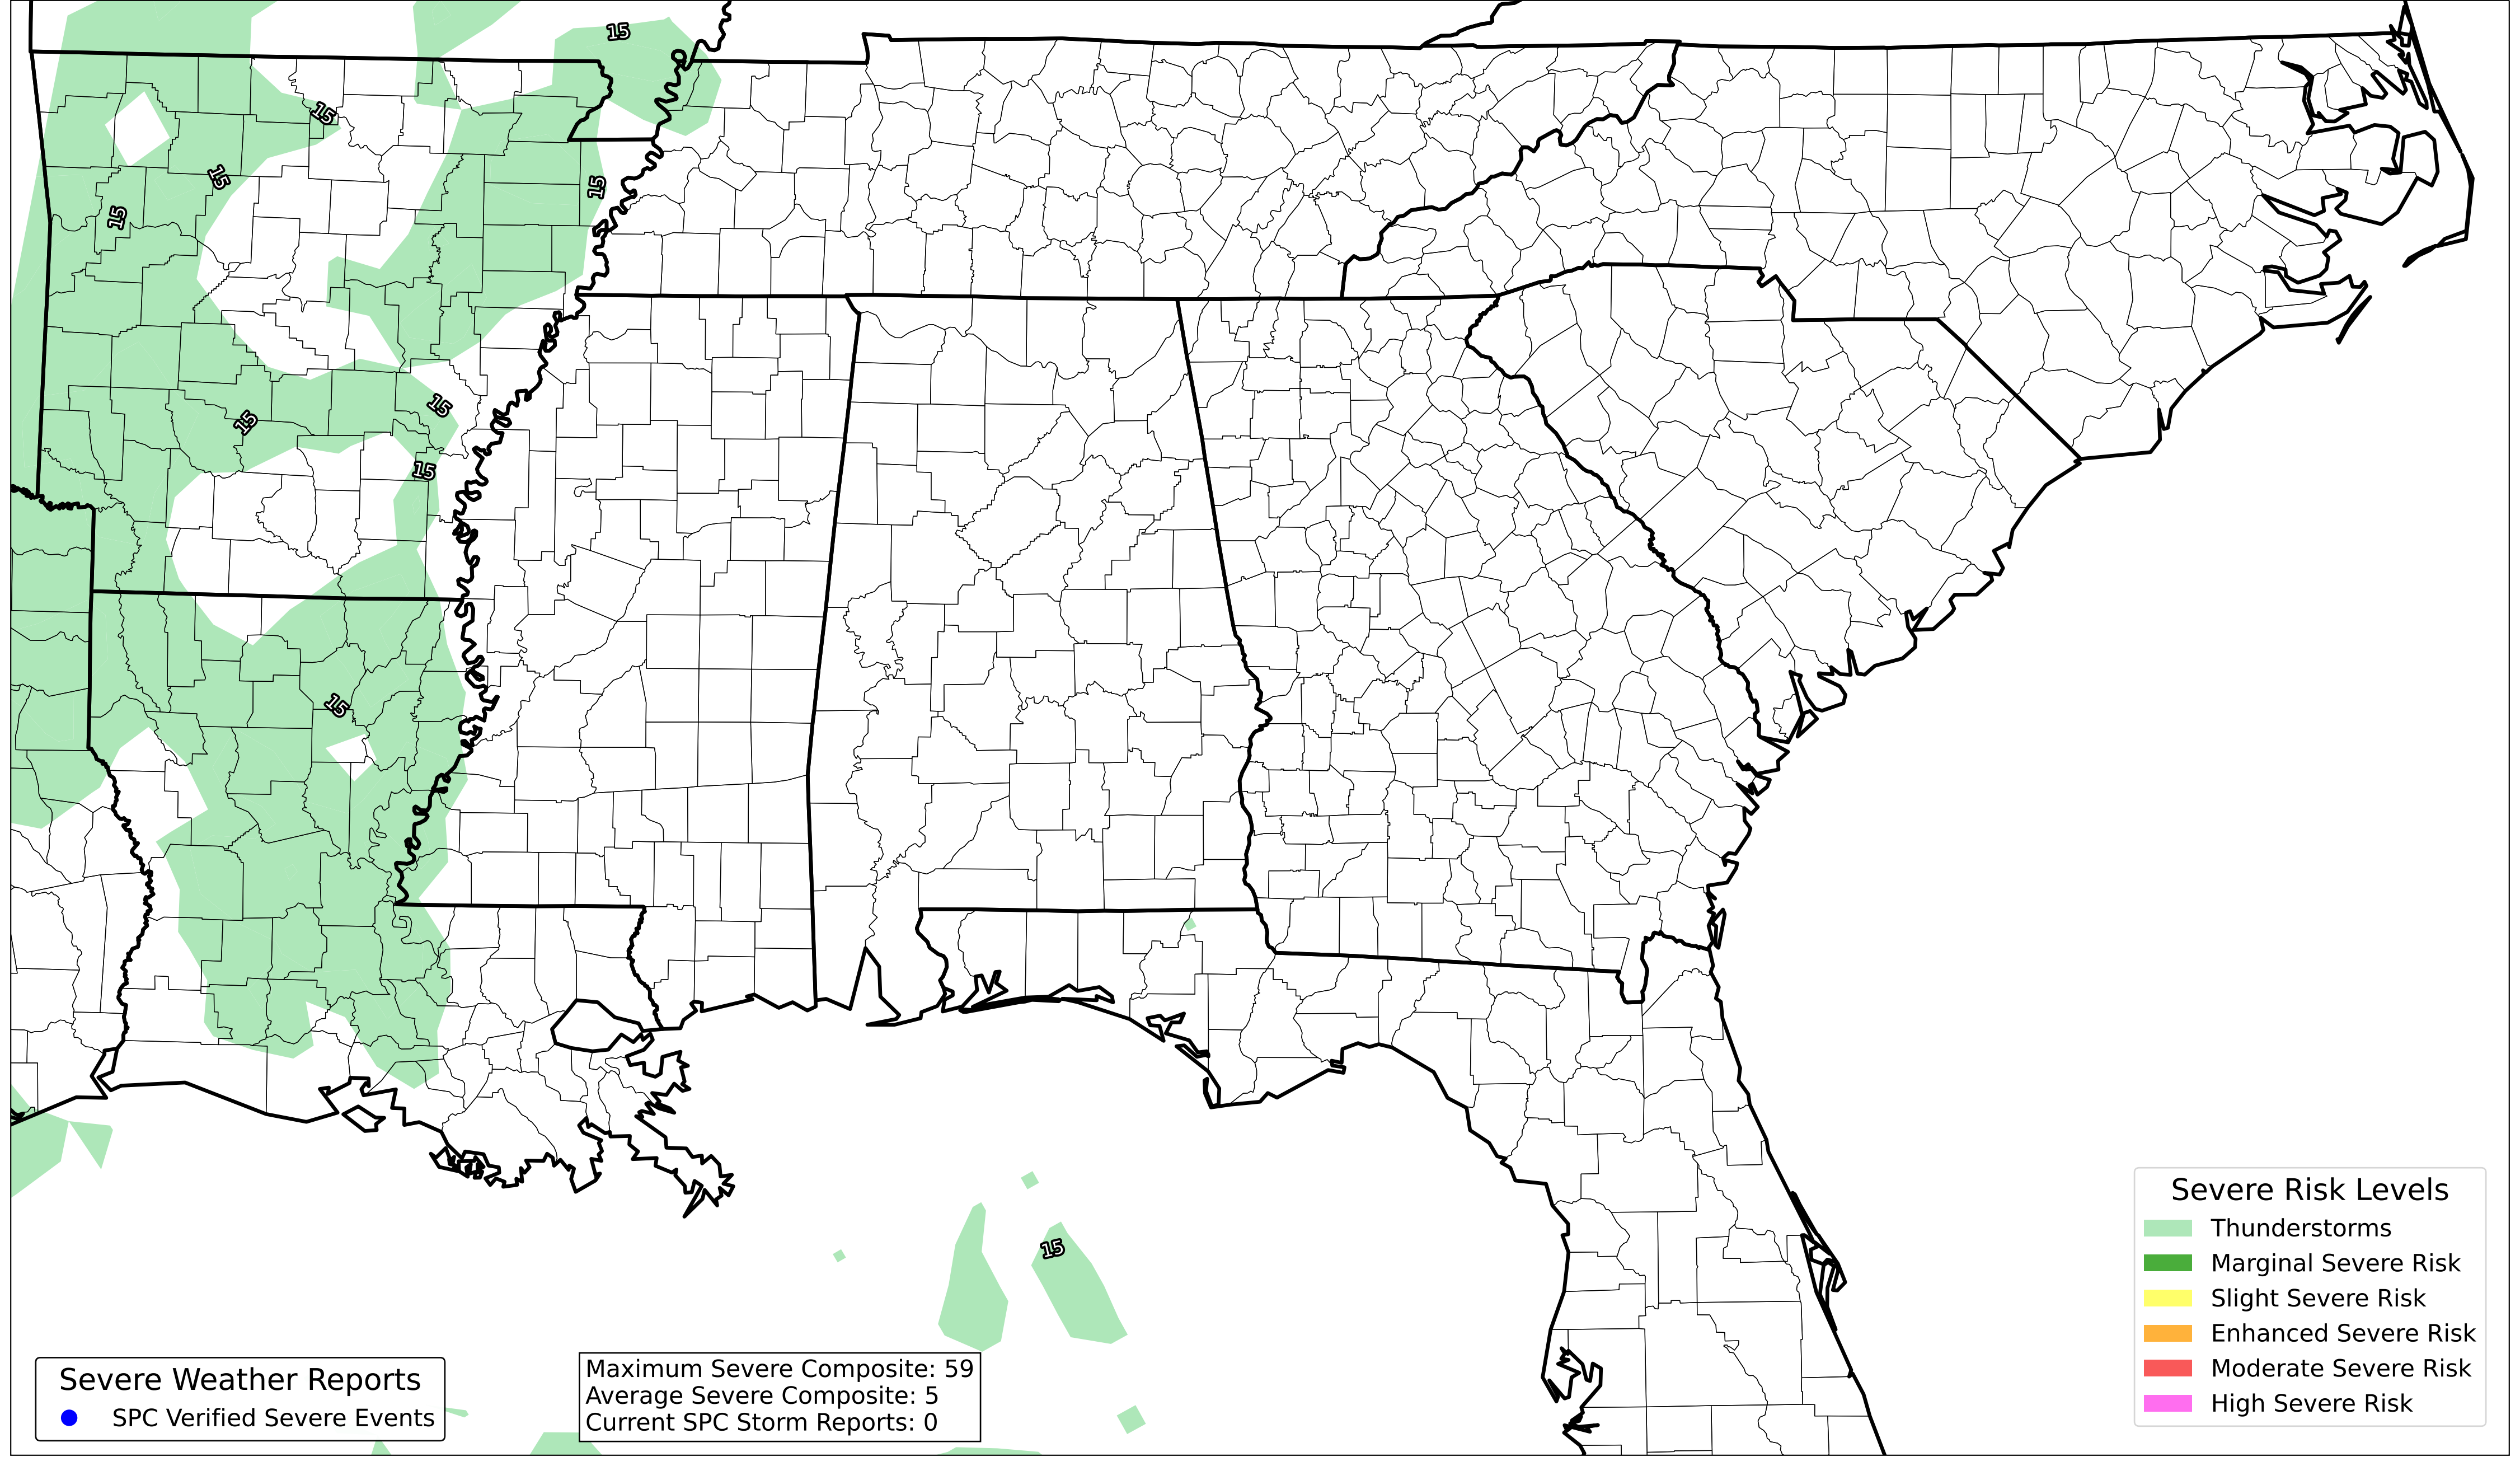 15
15
15
15
15
15
15
15
15
15
Severe Risk Levels
Thunderstorms
Marginal Severe Risk
Slight Severe Risk
Enhanced Severe Risk
Moderate Severe Risk
High Severe Risk
Severe Weather Reports
SPC Verified Severe Events
Maximum Severe Composite: 59
Average Severe Composite: 5
Current SPC Storm Reports: 0